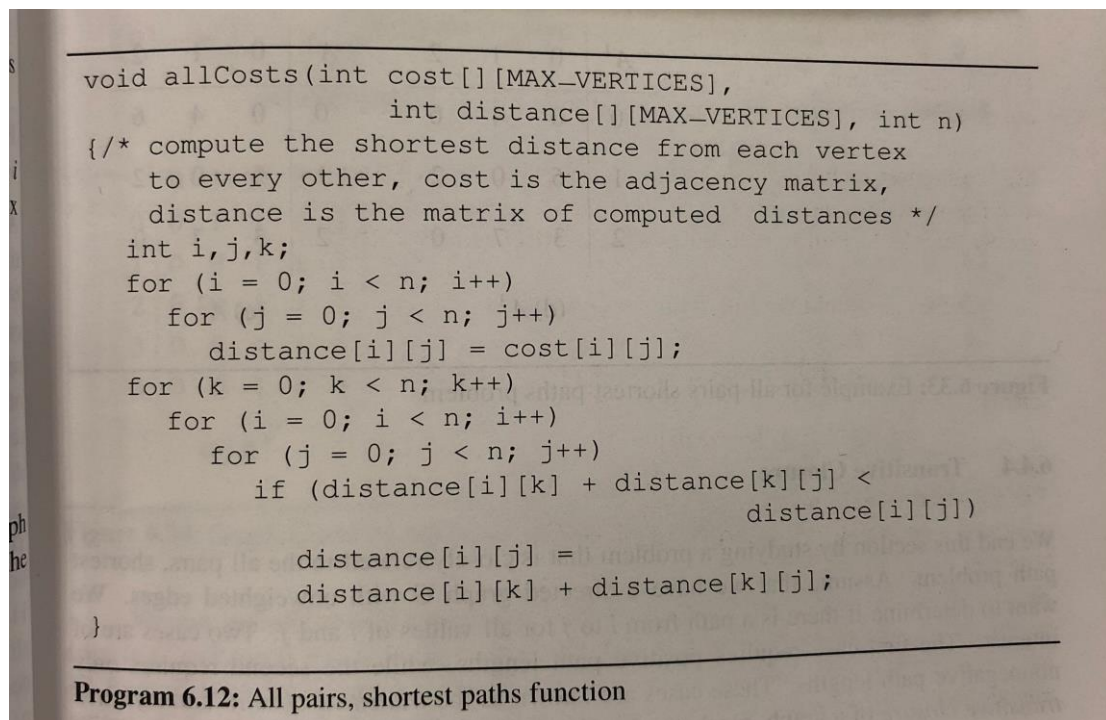 void allCosts(int cost[][MAX_VERTICES],
int distance[][MAX_VERTICES], int n)
{/* compute the shortest distance from each vertex
to every other, cost is the adjacency matrix,
distance is the matrix of computed distances */
int i,j,k;
for (i = 0; i < n; i++)
for (j = 0; j < n; j++)
distance[i][j] = cost[i][j];
for (k = 0; k < n; k++)
for (i = 0; i < n; i++)
for (j = 0; j < n; j++)
if (distance[i][k] + distance[k][j] <
distance[i][j])
distance[i][j] =
distance[i][k] + distance[k][j];
}
Program 6.12: All pairs, shortest paths function